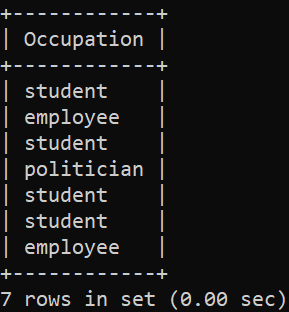 +------------+
| Occupation |
+------------+
| student    |
| employee   |
| student    |
| politician |
| student    |
| student    |
| employee   |
+------------+
7 rows in set (0.00 sec)